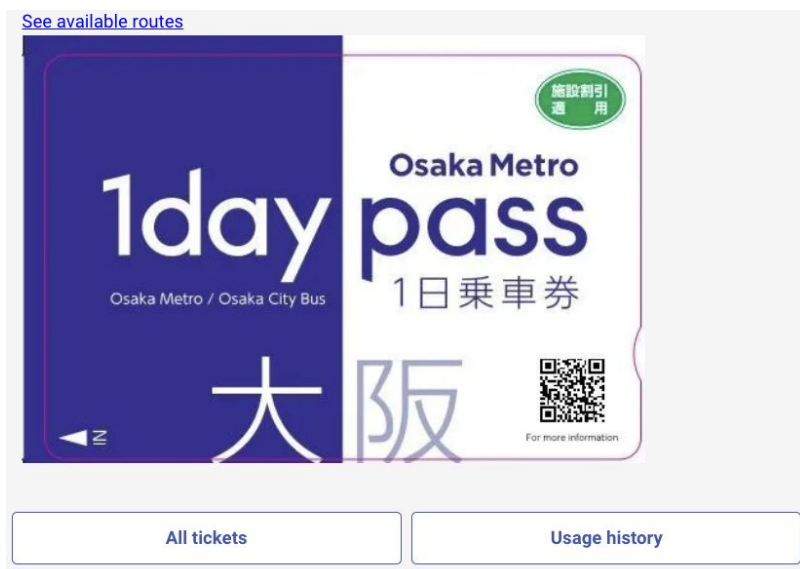 See available routes
施設割引
適 用
Osaka Metro
1day pass
Osaka Metro / Osaka City Bus
1日乗車券
大阪
IN
For more information
All tickets
Usage history